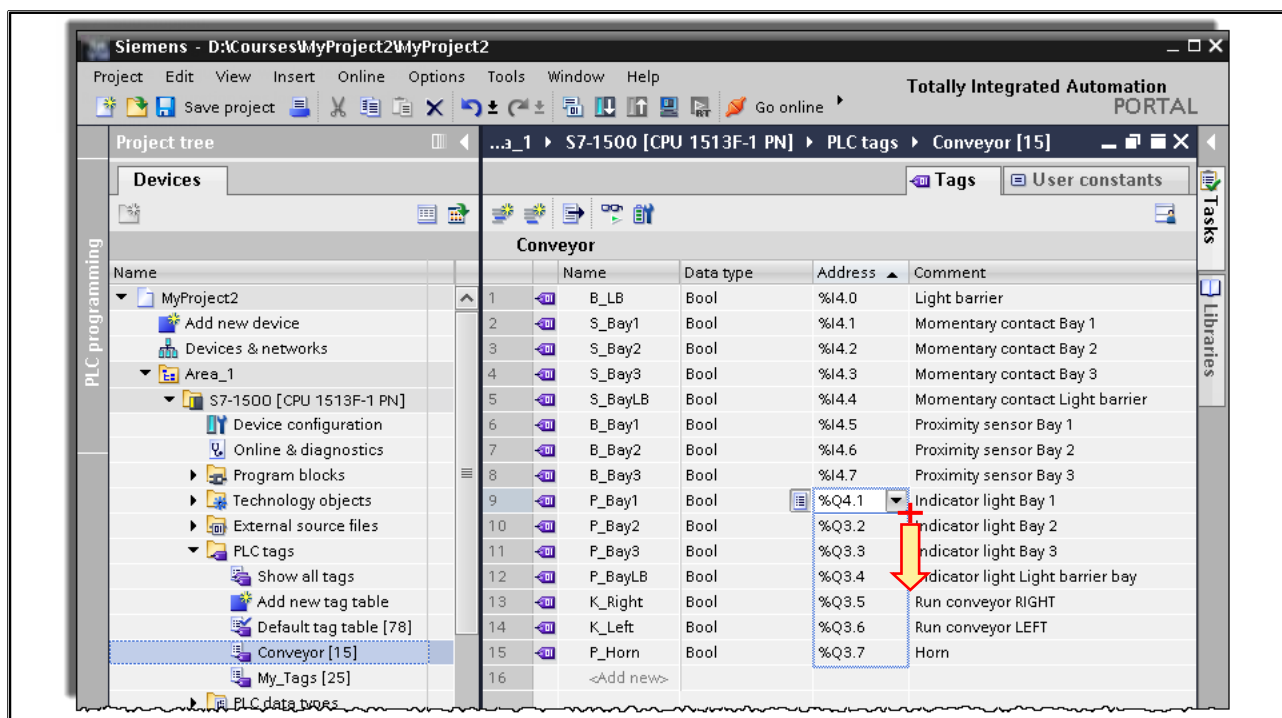 Siemens - D:\Courses\MyProject2\MyProject2
Project Edit View Insert Online Options Tools Window Help
Totally Integrated Automation
PORTAL
Save project
Go online
Project tree
...a_1 S7-1500 [CPU 1513F-1 PN] PLC tags Conveyor [15]
Devices
Tags
User constants
Conveyor
Name
MyProject2
Add new device
Devices & networks
Area_1
S7-1500 [CPU 1513F-1 PN]
Device configuration
Online & diagnostics
Program blocks
Technology objects
External source files
PLC tags
Show all tags
Add new tag table
Default tag table [78]
Conveyor [15]
My_Tags [25]
PLC data types
Name Data type Address Comment
1 B_LB Bool %I4.0 Light barrier
2 S_Bay1 Bool %I4.1 Momentary contact Bay 1
3 S_Bay2 Bool %I4.2 Momentary contact Bay 2
4 S_Bay3 Bool %I4.3 Momentary contact Bay 3
5 S_BayLB Bool %I4.4 Momentary contact Light barrier
6 B_Bay1 Bool %I4.5 Proximity sensor Bay 1
7 B_Bay2 Bool %I4.6 Proximity sensor Bay 2
8 B_Bay3 Bool %I4.7 Proximity sensor Bay 3
9 P_Bay1 Bool %Q4.1 Indicator light Bay 1
10 P_Bay2 Bool %Q3.2 Indicator light Bay 2
11 P_Bay3 Bool %Q3.3 Indicator light Bay 3
12 P_BayLB Bool %Q3.4 Indicator light Light barrier bay
13 K_Right Bool %Q3.5 Run conveyor RIGHT
14 K_Left Bool %Q3.6 Run conveyor LEFT
15 P_Horn Bool %Q3.7 Horn
16 <Add new>
PLC programming
Tasks
Libraries